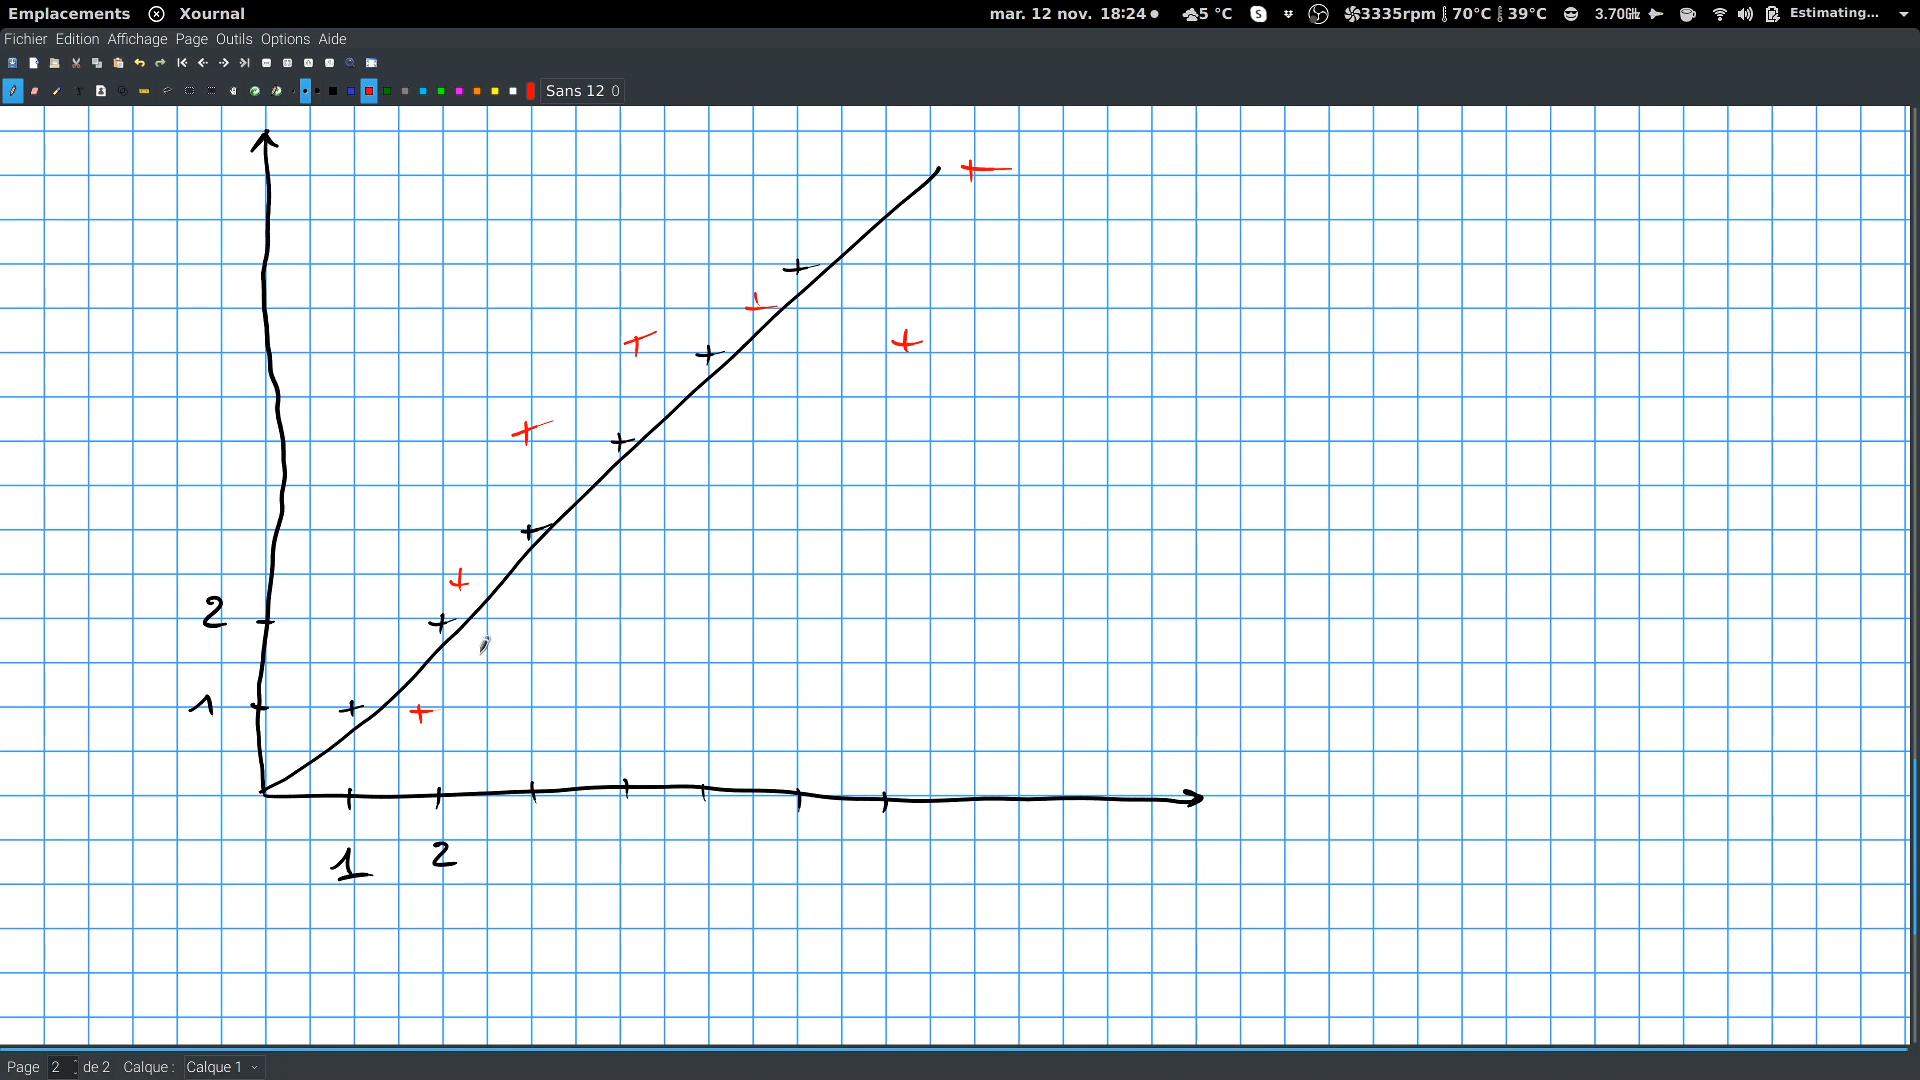 Emplacements Xournal mar. 12 nov. 18:24 5 °C 3335rpm 70°C 39°C 3.70GHz Estimating...
Fichier Edition Affichage Page Outils Options Aide
Sans 12
2
1
1 2
Page 2 de 2 Calque : Calque 1